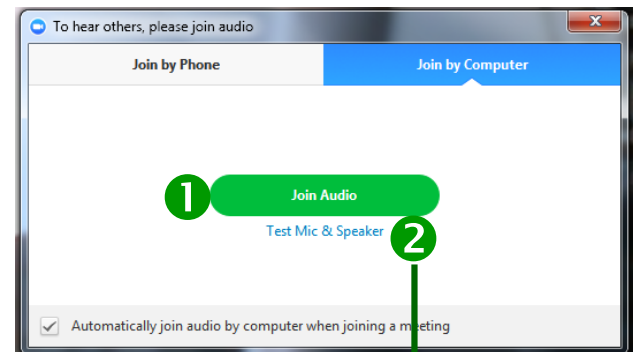 To hear others, please join audio
x
Join by Phone
Join by Computer
1
Join Audio
Test Mic & Speaker
2
Automatically join audio by computer when joining a meeting